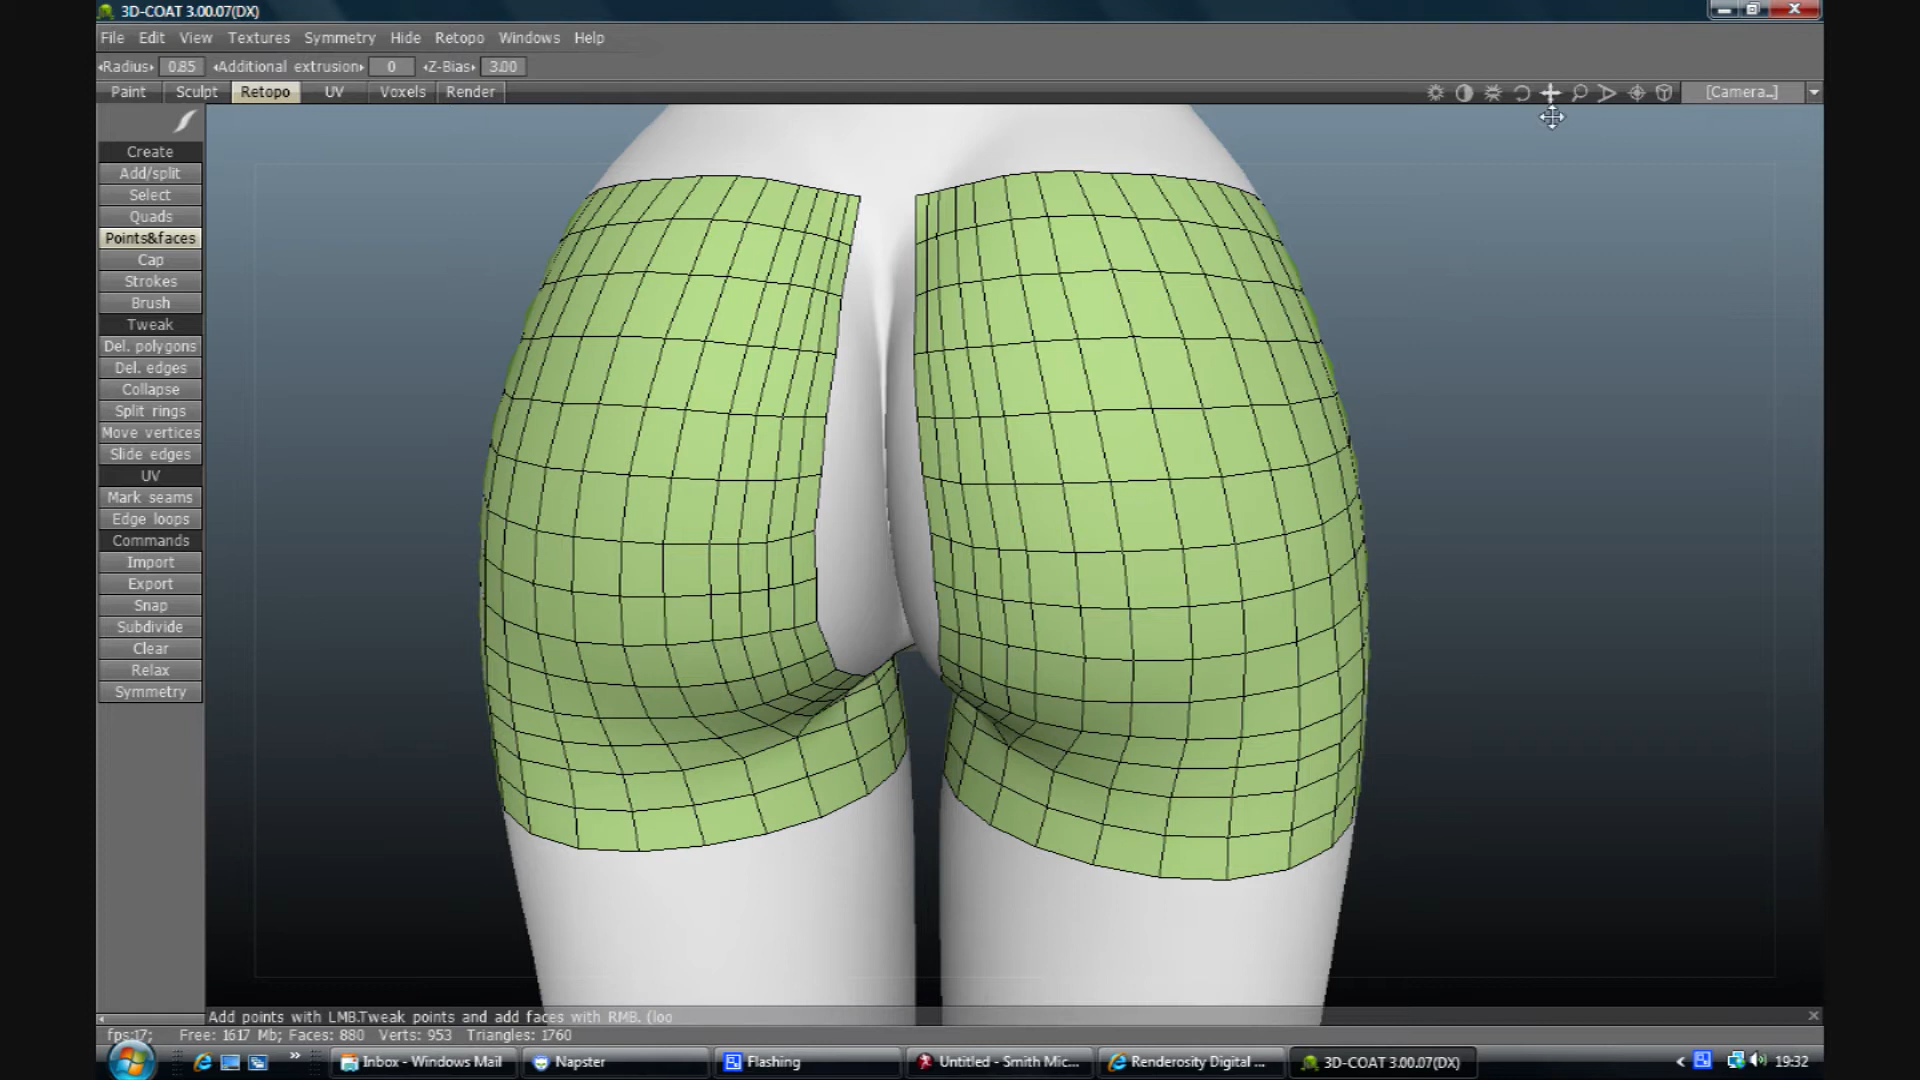 3D-COAT 3.00.07(DX)
File Edit View Textures Symmetry Hide Retopo Windows Help
Radius 0.85 Additional extrusion 0 Z-Bias 3.00
Paint Sculpt Retopo UV Voxels Render [Camera..]
Create
Add/split
Select
Quads
Points&faces
Cap
Strokes
Brush
Tweak
Del. polygons
Del. edges
Collapse
Split rings
Move vertices
Slide edges
UV
Mark seams
Edge loops
Commands
Import
Export
Snap
Subdivide
Clear
Relax
Symmetry
Add points with LMB.Tweak points and add faces with RMB. (loo
fps:17; Free: 1617 Mb; Faces: 880 Verts: 953 Triangles: 1760
Inbox - Windows Mail Napster Flashing Untitled - Smith Mic... Renderosity Digital ... 3D-COAT 3.00.07(DX) 19:32